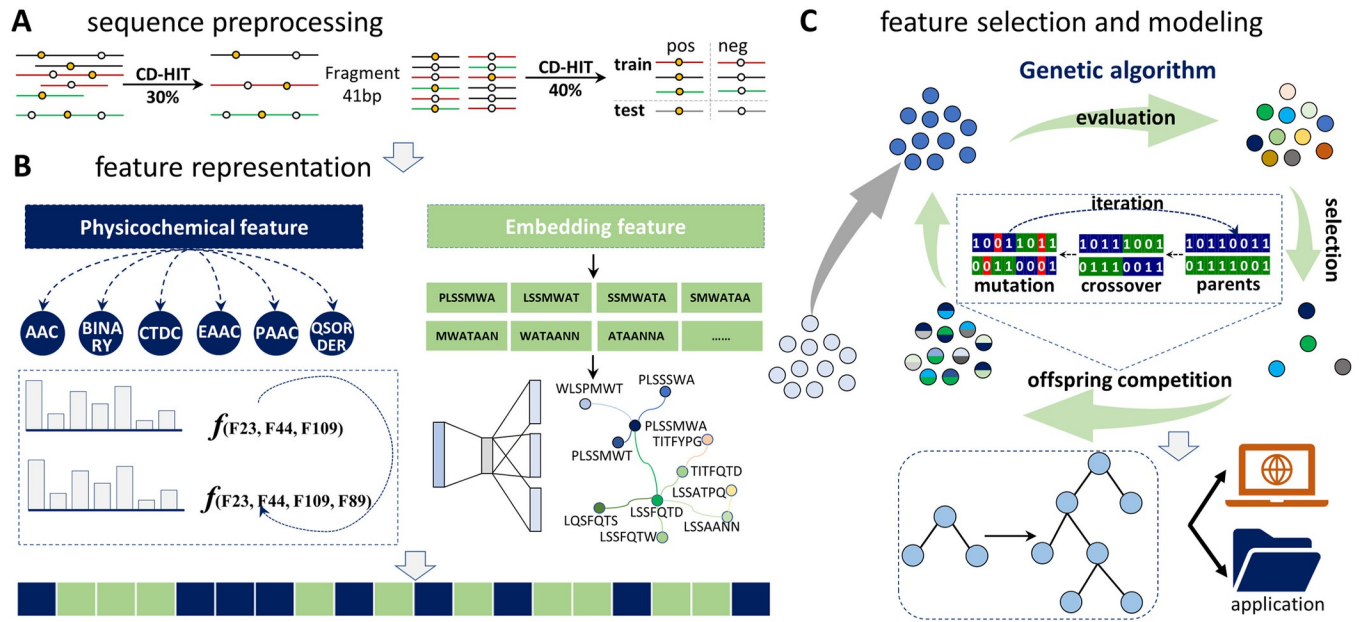 A sequence preprocessing
CD-HIT
30%
Fragment
41bp
CD-HIT
40%
pos neg
train
test
B feature representation
Physicochemical feature
AAC
BINA
RY
CTDC
EAAC
PAAC
QSOR
DER
f(F23, F44, F109)
f(F23, F44, F109, F89)
Embedding feature
PLSSMWA LSSMWAT SSMWATA SMWATAA
MWATAAN WATAANN ATAANNA ......
WLSPMWT
PLSSSWA
PLSSMWA
TITFYPG
PLSSMWT
TITFQTD
LSSATPQ
LQSFQTS
LSSFQTD
LSSAANN
LSSFQTW
C feature selection and modeling
Genetic algorithm
evaluation
selection
iteration
10011011 10111001 10110011
00110001 01110011 01111001
mutation crossover parents
offspring competition
application